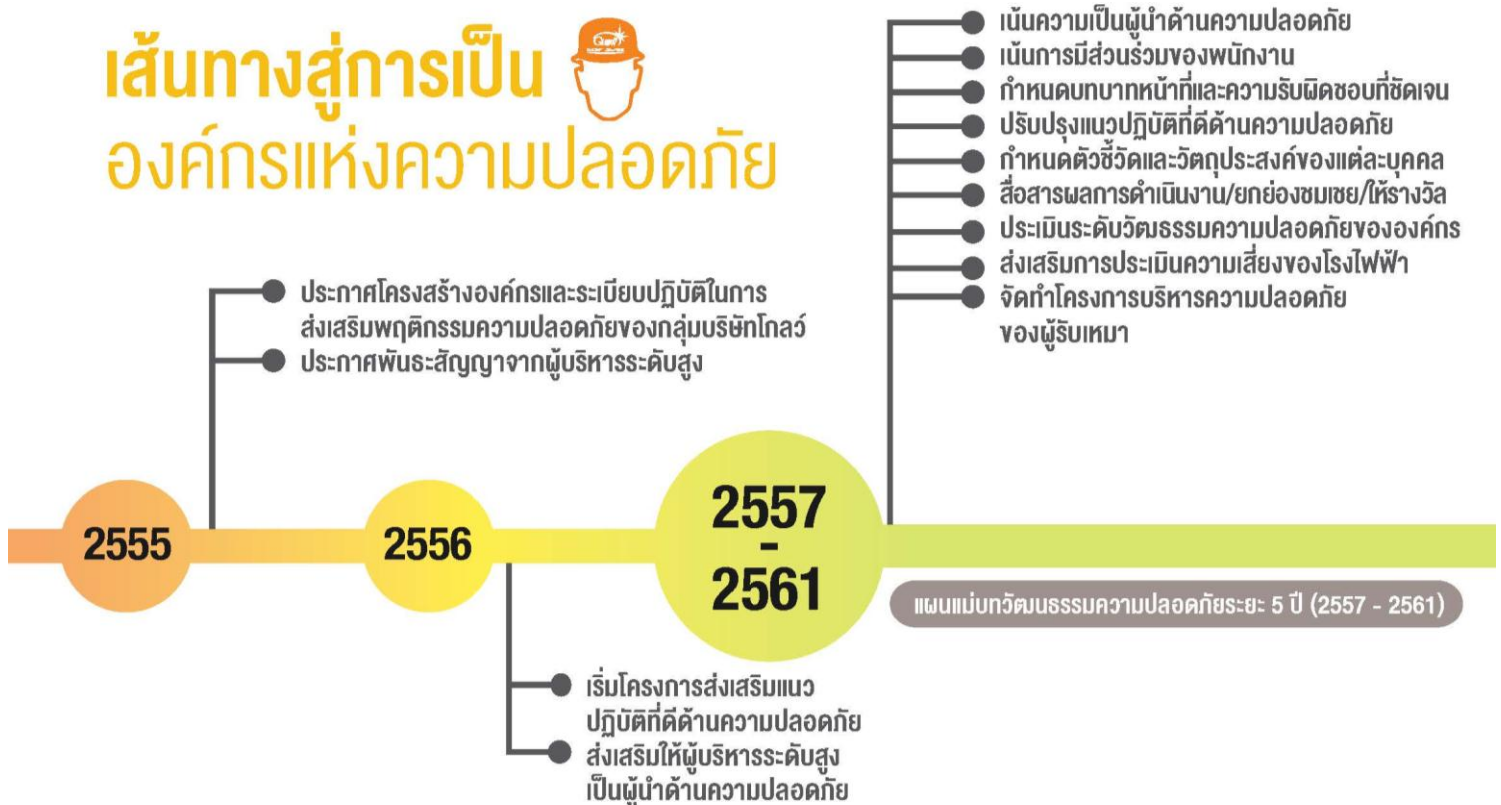 เส้นทางสู่การเป็น
องค์กรแห่งความปลอดภัย
เน้นความเป็นผู้นำด้านความปลอดภัย
เน้นการมีส่วนร่วมของพนักงาน
กำหนดบทบาทหน้าที่และความรับผิดชอบที่ชัดเจน
ปรับปรุงแนวปฏิบัติที่ดีด้านความปลอดภัย
กำหนดตัวชี้วัดและวัตถุประสงค์ของแต่ละบุคคล
สื่อสารผลการดำเนินงาน/ยกย่องชมเชย/ให้รางวัล
ประเมินระดับวัฒธรรมความปลอดภัยขององค์กร
ส่งเสริมการประเมินความเสี่ยงของโรงไฟฟ้า
จัดทำโครงการบริหารความปลอดภัย
ของผู้รับเหมา
ประกาศโครงสร้างองค์กรและระเบียบปฏิบัติในการ
ส่งเสริมพฤติกรรมความปลอดภัยของกลุ่มบริษัทโกลว์
ประกาศพันธะสัญญาจากผู้บริหารระดับสูง
2555
2556
2557
-
2561
แผนแม่บทวัฒนธรรมความปลอดภัยระยะ 5 ปี (2557 - 2561)
เริ่มโครงการส่งเสริมแนว
ปฏิบัติที่ดีด้านความปลอดภัย
ส่งเสริมให้ผู้บริหารระดับสูง
เป็นผู้นำด้านความปลอดภัย